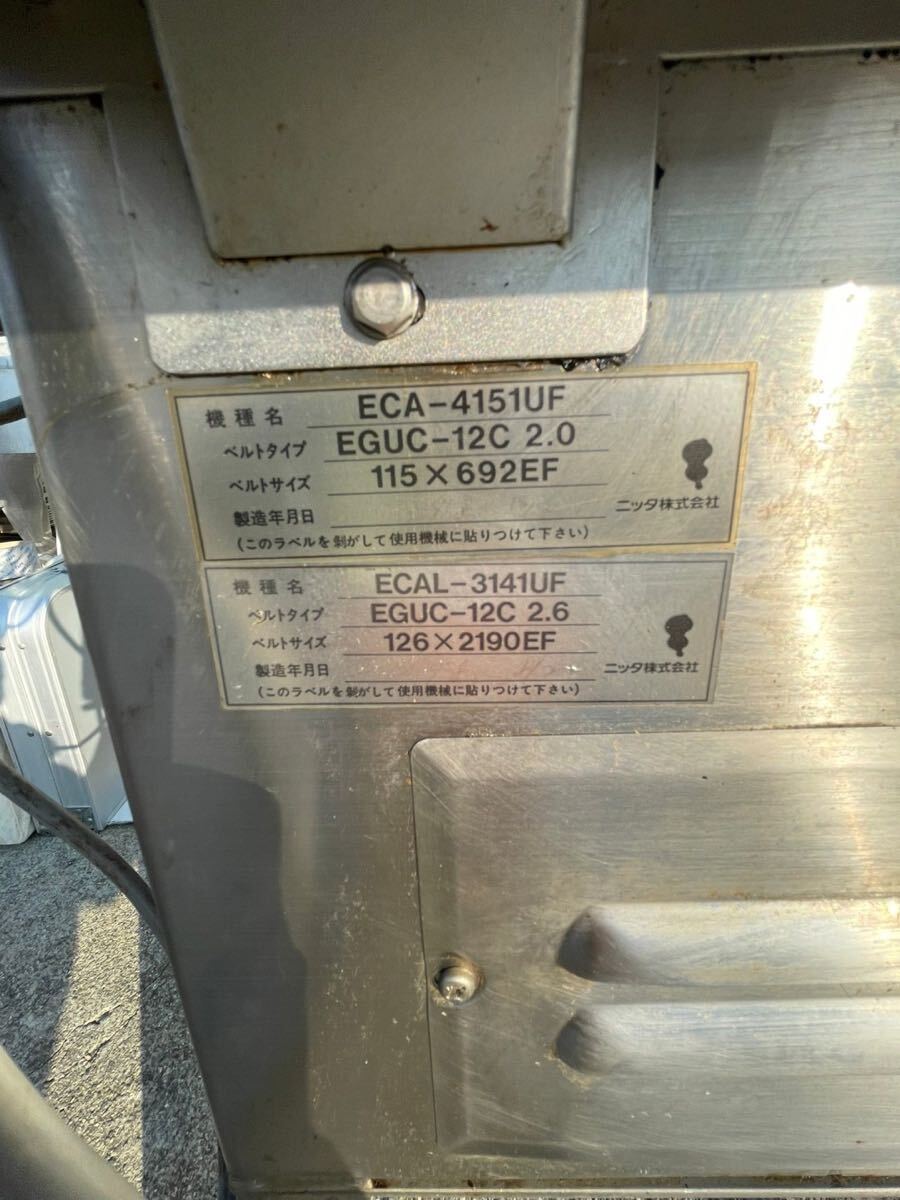 機種名 ECA-4151UF
ベルトタイプ EGUC-12C 2.0
ベルトサイズ 115×692EF
製造年月日
ニッタ株式会社
(このラベルを剝がして使用機械に貼りつけて下さい)
機種名 ECAL-3141UF
ベルトタイプ EGUC-12C 2.6
ベルトサイズ 126×2190EF
製造年月日
ニッタ株式会社
(このラベルを剝がして使用機械に貼りつけて下さい)